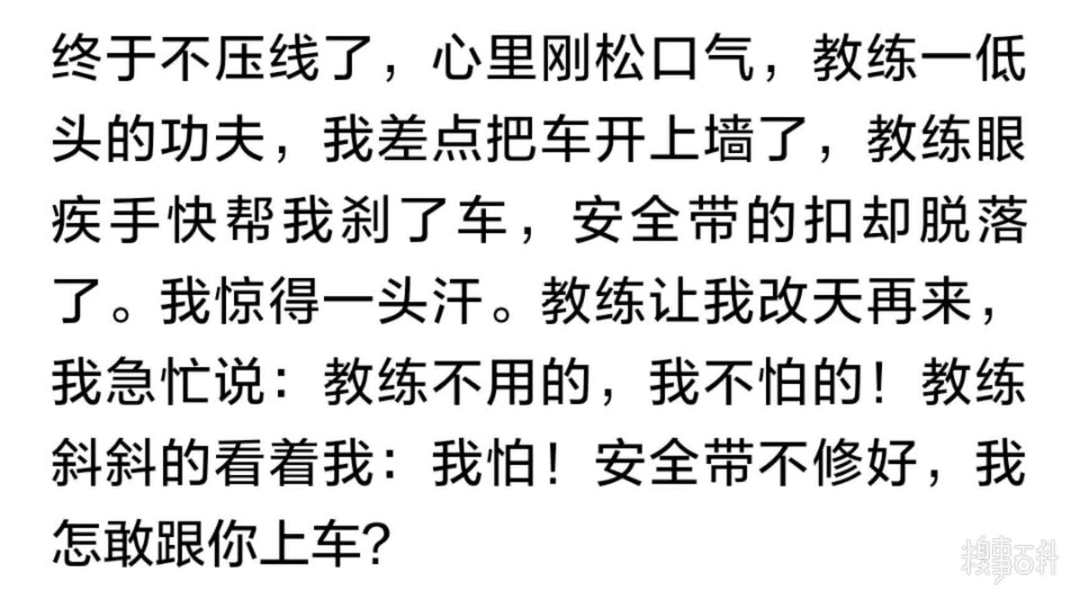 终于不压线了，心里刚松口气，教练一低
头的功夫，我差点把车开上墙了，教练眼
疾手快帮我刹了车，安全带的扣却脱落
了。我惊得一头汗。教练让我改天再来，
我急忙说：教练不用的，我不怕的！教练
斜斜的看着我：我怕！安全带不修好，我
怎敢跟你上车？
糗事百科